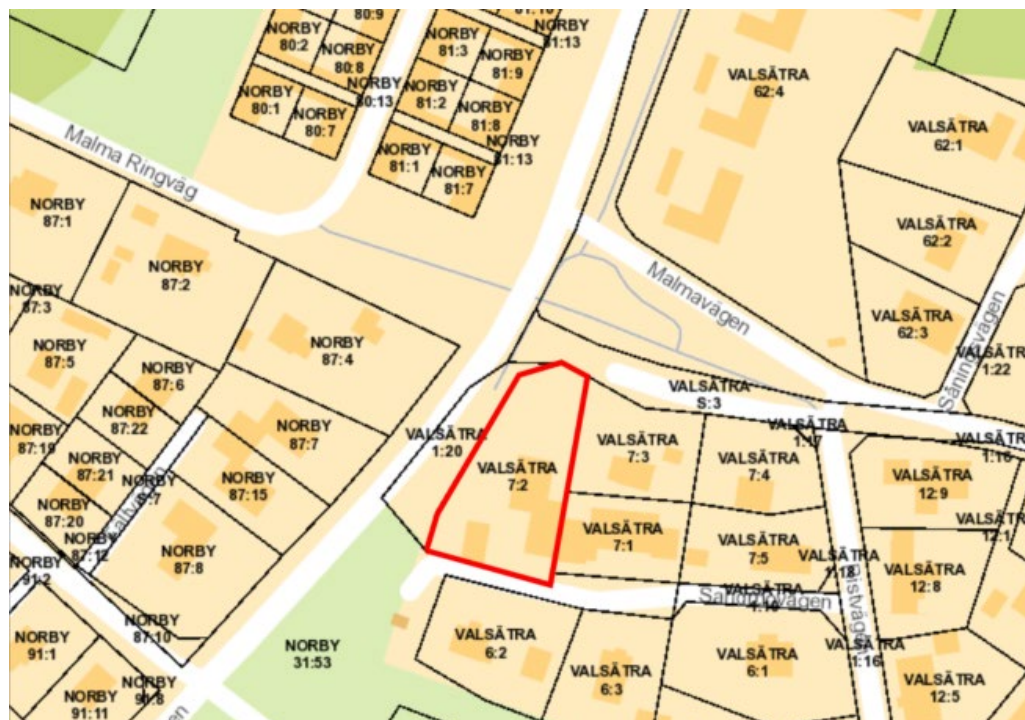 80:9
81:10
NORBY
80:2
NORBY
80:8
NORBY
81:3
81:13
NORBY
81:9
NORBY
80:13
NORBY
80:1
NORBY
80:7
NORBY
81:2
NORBY
81:8
NORBY
81:13
NORBY
81:1
NORBY
81:7
VALSÄTRA
62:4
VALSÄTRA
62:1
VALSÄTRA
62:2
VALSÄTRA
62:3
VALSÄTRA
1:22
Såningsvägen
Malma Ringväg
Malmavägen
NORBY
87:1
NORBY
87:2
NORBY
87:3
NORBY
87:4
NORBY
87:5
NORBY
87:6
NORBY
87:22
NORBY
87:19
NORBY
87:21
NORBY
87:7
NORBY
87:15
NORBY
87:20
NORBY
87:12
NORBY
87:8
NORBY
91:2
NORBY
87:10
NORBY
91:1
NORBY
91:8
NORBY
91:11
NORBY
31:53
VALSÄTRA
1:20
VALSÄTRA
7:2
VALSÄTRA
S:3
VALSÄTRA
1:17
VALSÄTRA
1:16
VALSÄTRA
7:3
VALSÄTRA
7:4
VALSÄTRA
12:9
VALSÄTRA
7:1
VALSÄTRA
7:5
VALSÄTRA
12:1
VALSÄTRA
1:18
VALSÄTRA
12:8
VALSÄTRA
Bistvägen
VALSÄTRA
6:2
VALSÄTRA
6:3
VALSÄTRA
6:1
VALSÄTRA
1:16
VALSÄTRA
12:5